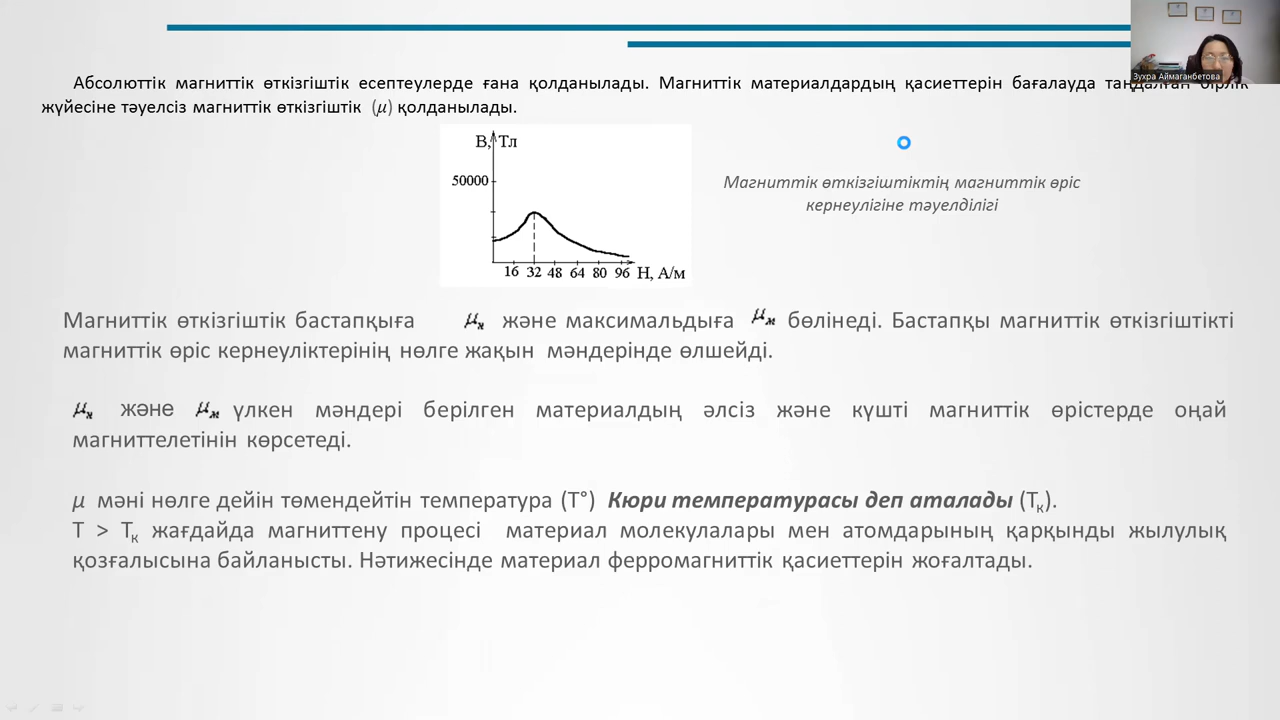 Зухра Аймаганбетова
Абсолюттік магниттік өткізгіштік есептеулерде ғана қолданылады. Магниттік материалдардың қасиеттерін бағалауда таңдалған бірлік
жүйесіне тәуелсіз магниттік өткізгіштік (μ) қолданылады.
В, Тл
50000
16 32 48 64 80 96 Н, А/м
Магниттік өткізгіштіктің магниттік өріс
кернеулігіне тәуелділігі
Магниттік өткізгіштік бастапқыға μн және максимальдыға μм бөлінеді. Бастапқы магниттік өткізгіштікті
магниттік өріс кернеуліктерінің нөлге жақын мәндерінде өлшейді.
μн және μм үлкен мәндері берілген материалдың әлсіз және күшті магниттік өрістерде оңай
магниттелетінін көрсетеді.
μ мәні нөлге дейін төмендейтін температура (Т°) Кюри температурасы деп аталады (Тк).
Т > Тк жағдайда магниттену процесі материал молекулалары мен атомдарының қарқынды жылулық
қозғалысына байланысты. Нәтижесінде материал ферромагниттік қасиеттерін жоғалтады.